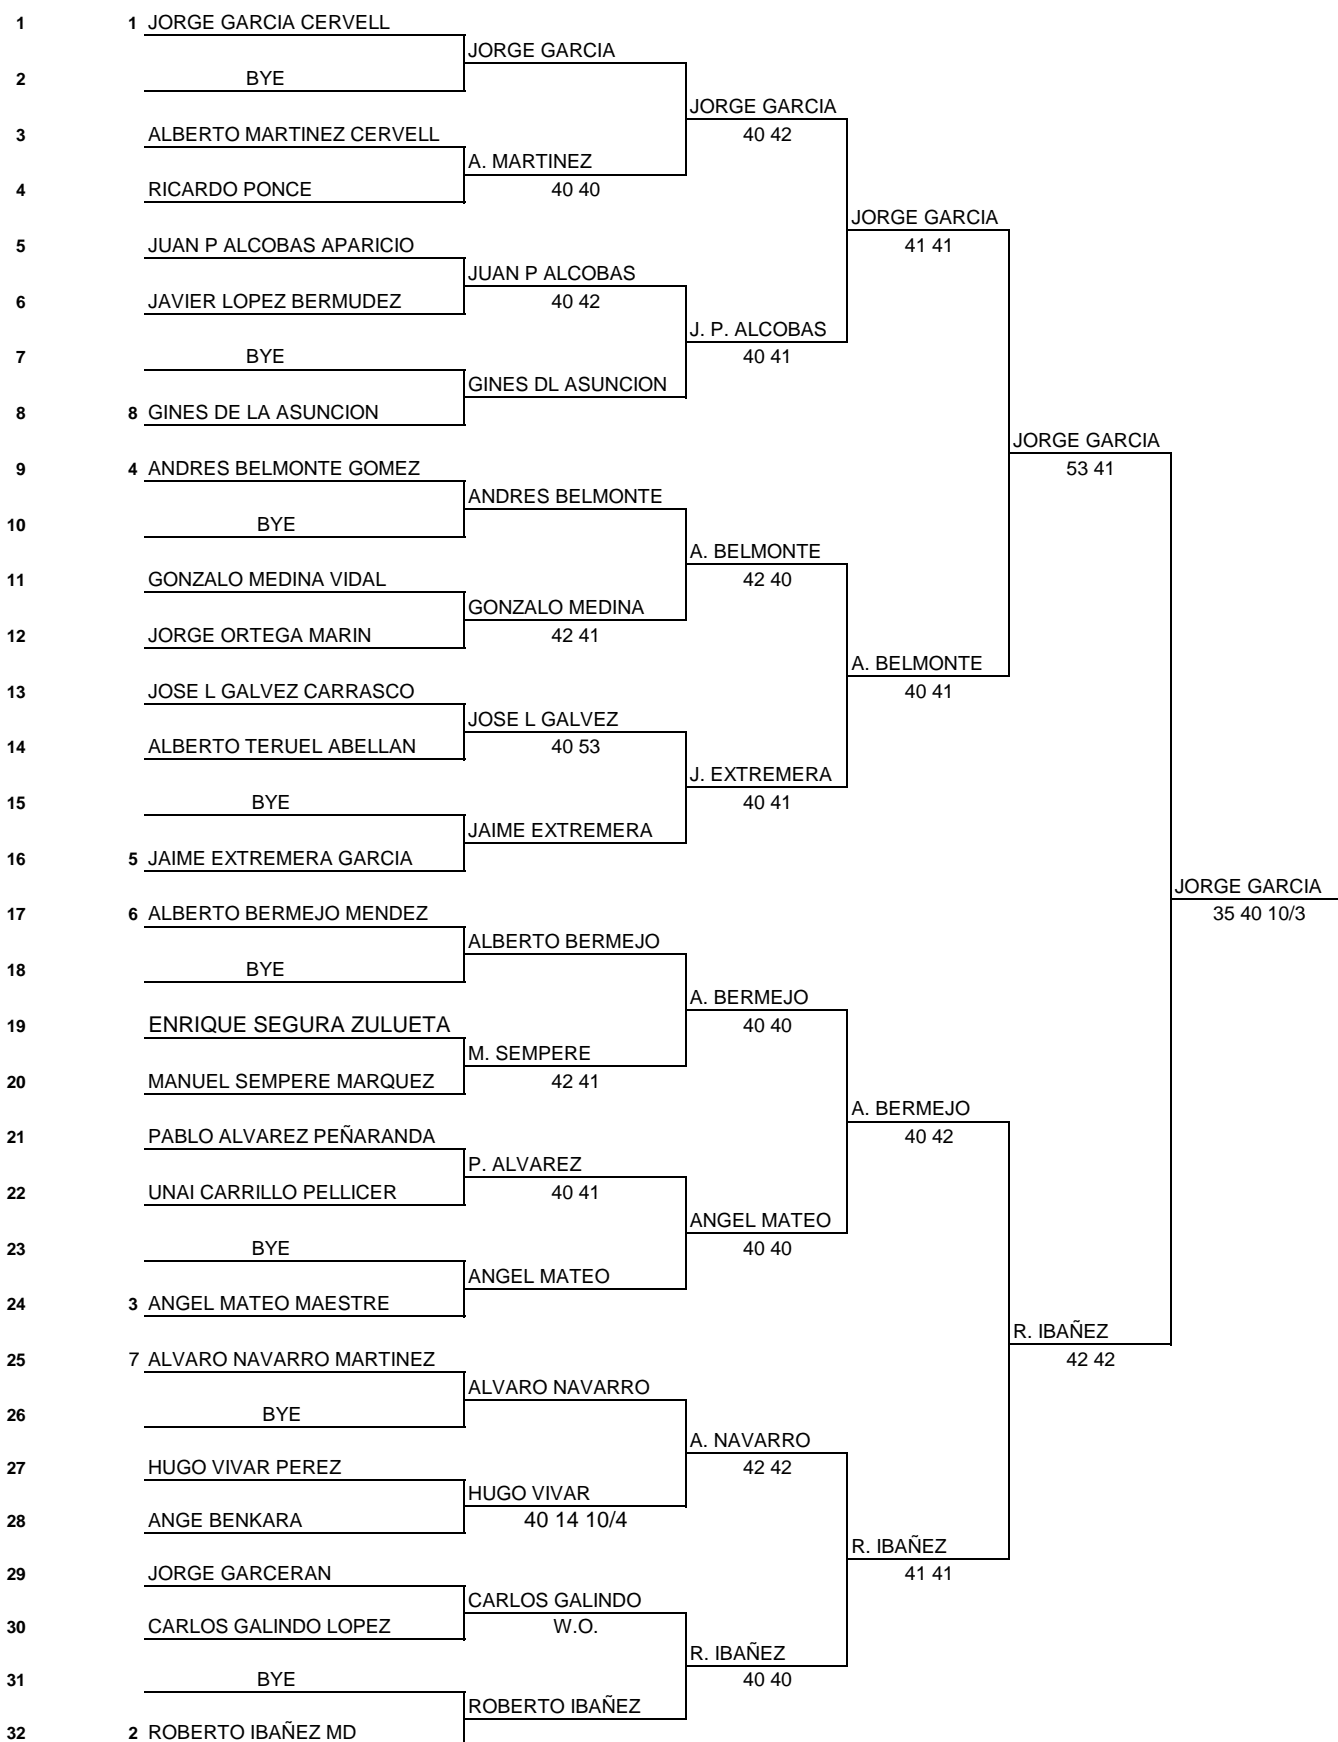 1 1 JORGE GARCIA CERVELL
JORGE GARCIA
2 BYE
JORGE GARCIA
3 ALBERTO MARTINEZ CERVELL 40 42
A. MARTINEZ
4 RICARDO PONCE 40 40
JORGE GARCIA
5 JUAN P ALCOBAS APARICIO 41 41
JUAN P ALCOBAS
6 JAVIER LOPEZ BERMUDEZ 40 42
J. P. ALCOBAS
7 BYE 40 41
GINES DL ASUNCION
8 8 GINES DE LA ASUNCION
JORGE GARCIA
9 4 ANDRES BELMONTE GOMEZ 53 41
ANDRES BELMONTE
10 BYE
A. BELMONTE
11 GONZALO MEDINA VIDAL 42 40
GONZALO MEDINA
12 JORGE ORTEGA MARIN 42 41
A. BELMONTE
13 JOSE L GALVEZ CARRASCO 40 41
JOSE L GALVEZ
14 ALBERTO TERUEL ABELLAN 40 53
J. EXTREMERA
15 BYE 40 41
JAIME EXTREMERA
16 5 JAIME EXTREMERA GARCIA
JORGE GARCIA
17 6 ALBERTO BERMEJO MENDEZ 35 40 10/3
ALBERTO BERMEJO
18 BYE
A. BERMEJO
19 ENRIQUE SEGURA ZULUETA 40 40
M. SEMPERE
20 MANUEL SEMPERE MARQUEZ 42 41
A. BERMEJO
21 PABLO ALVAREZ PEÑARANDA 40 42
P. ALVAREZ
22 UNAI CARRILLO PELLICER 40 41
ANGEL MATEO
23 BYE 40 40
ANGEL MATEO
24 3 ANGEL MATEO MAESTRE
R. IBAÑEZ
25 7 ALVARO NAVARRO MARTINEZ 42 42
ALVARO NAVARRO
26 BYE
A. NAVARRO
27 HUGO VIVAR PEREZ 42 42
HUGO VIVAR
28 ANGE BENKARA 40 14 10/4
R. IBAÑEZ
29 JORGE GARCERAN 41 41
CARLOS GALINDO
30 CARLOS GALINDO LOPEZ W.O.
R. IBAÑEZ
31 BYE 40 40
ROBERTO IBAÑEZ
32 2 ROBERTO IBAÑEZ MD